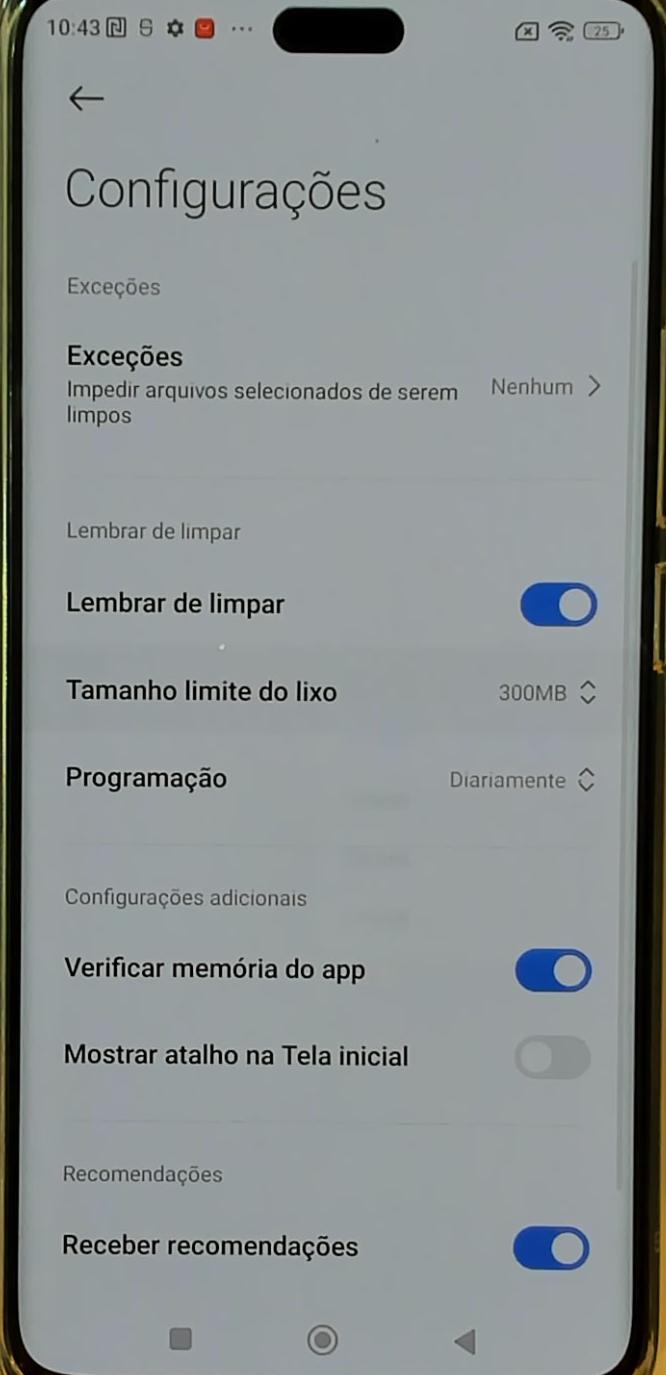 10:43 ... 25
Configurações
Exceções
Exceções
Impedir arquivos selecionados de serem
limpos
Nenhum
Lembrar de limpar
Lembrar de limpar
Tamanho limite do lixo 300MB
Programação Diariamente
Configurações adicionais
Verificar memória do app
Mostrar atalho na Tela inicial
Recomendações
Receber recomendações